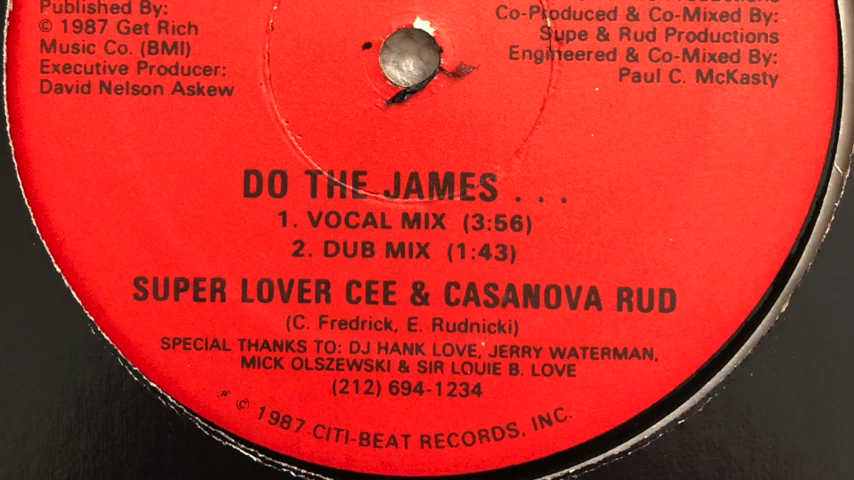 Published By:
© 1987 Get Rich
Music Co. (BMI)
Executive Producer:
David Nelson Askew
Productions
Co-Produced & Co-Mixed By:
Supe & Rud Productions
Engineered & Co-Mixed By:
Paul C. McKasty
DO THE JAMES . . .
1. VOCAL MIX (3:56)
2. DUB MIX (1:43)
SUPER LOVER CEE & CASANOVA RUD
(C. Fredrick, E. Rudnicki)
SPECIAL THANKS TO: DJ HANK LOVE, JERRY WATERMAN,
MICK OLSZEWSKI & SIR LOUIE B. LOVE
(212) 694-1234
© 1987 CITI-BEAT RECORDS, INC.